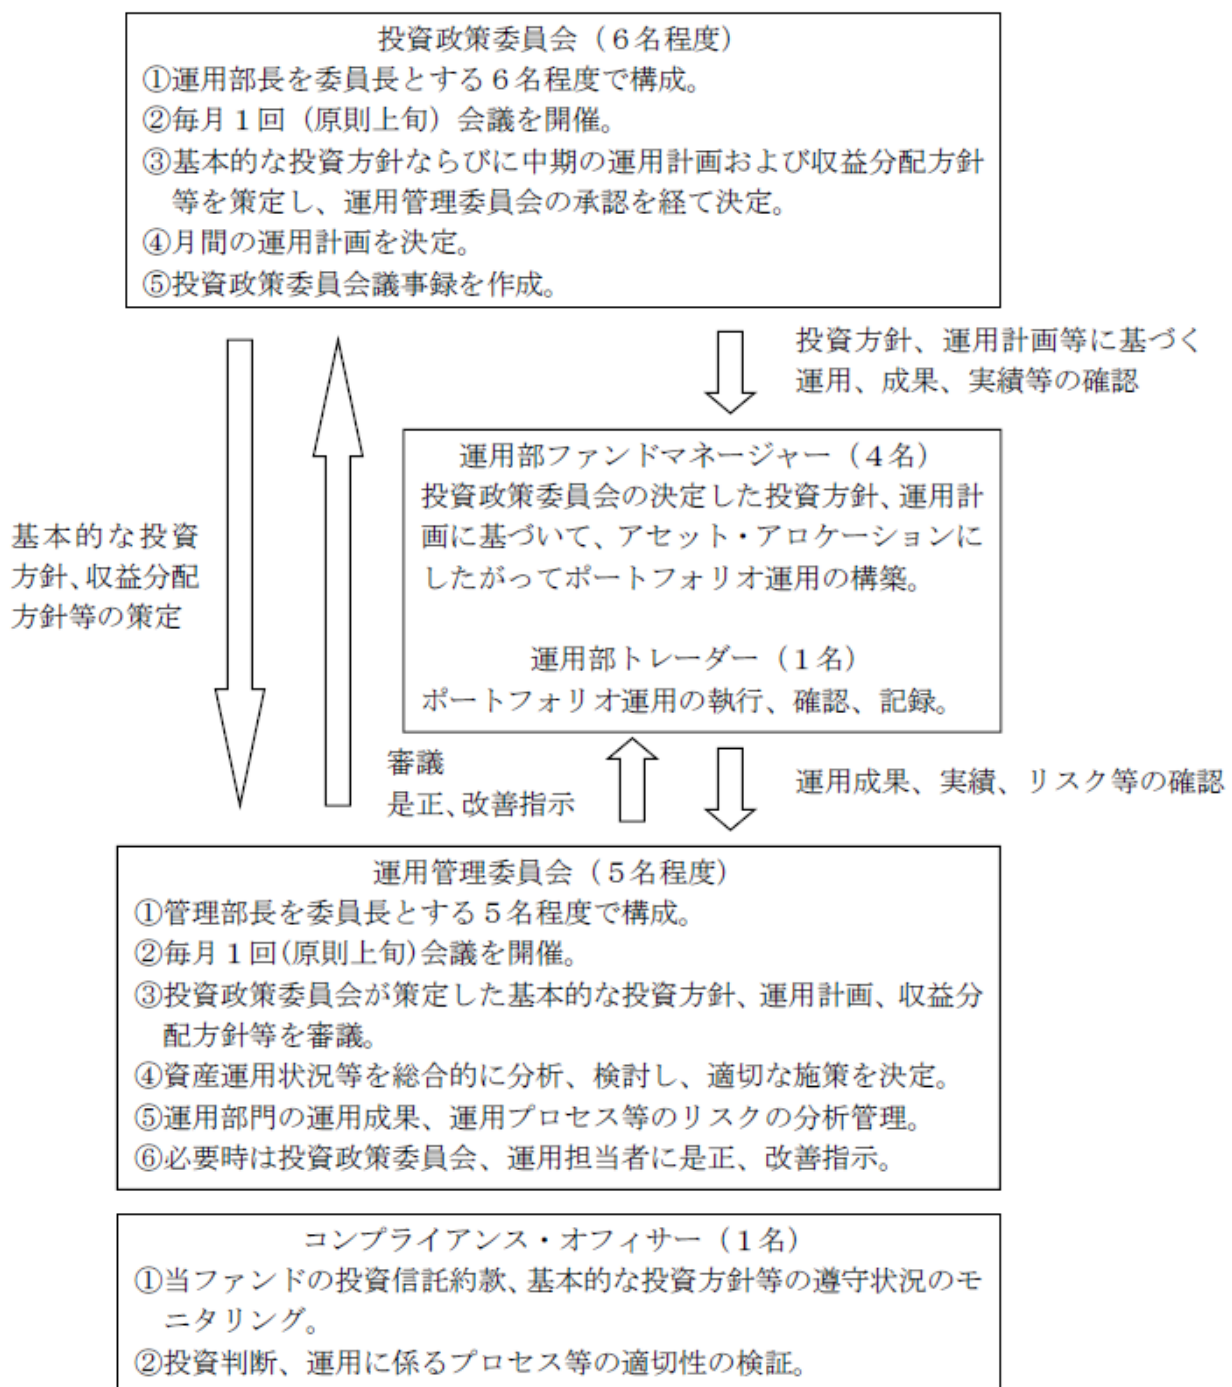 投資政策委員会（６名程度）
①運用部長を委員長とする６名程度で構成。
②毎月１回（原則上旬）会議を開催。
③基本的な投資方針ならびに中期の運用計画および収益分配方針
等を策定し、運用管理委員会の承認を経て決定。
④月間の運用計画を決定。
⑤投資政策委員会議事録を作成。
投資方針、運用計画等に基づく
運用、成果、実績等の確認
運用部ファンドマネージャー（４名）
投資政策委員会の決定した投資方針、運用計
画に基づいて、アセット・アロケーションに
したがってポートフォリオ運用の構築。
運用部トレーダー（１名）
ポートフォリオ運用の執行、確認、記録。
基本的な投資
方針、収益分配
方針等の策定
審議
是正、改善指示
運用成果、実績、リスク等の確認
運用管理委員会（５名程度）
①管理部長を委員長とする５名程度で構成。
②毎月１回(原則上旬)会議を開催。
③投資政策委員会が策定した基本的な投資方針、運用計画、収益分
配方針等を審議。
④資産運用状況等を総合的に分析、検討し、適切な施策を決定。
⑤運用部門の運用成果、運用プロセス等のリスクの分析管理。
⑥必要時は投資政策委員会、運用担当者に是正、改善指示。
コンプライアンス・オフィサー（１名）
①当ファンドの投資信託約款、基本的な投資方針等の遵守状況のモ
ニタリング。
②投資判断、運用に係るプロセス等の適切性の検証。